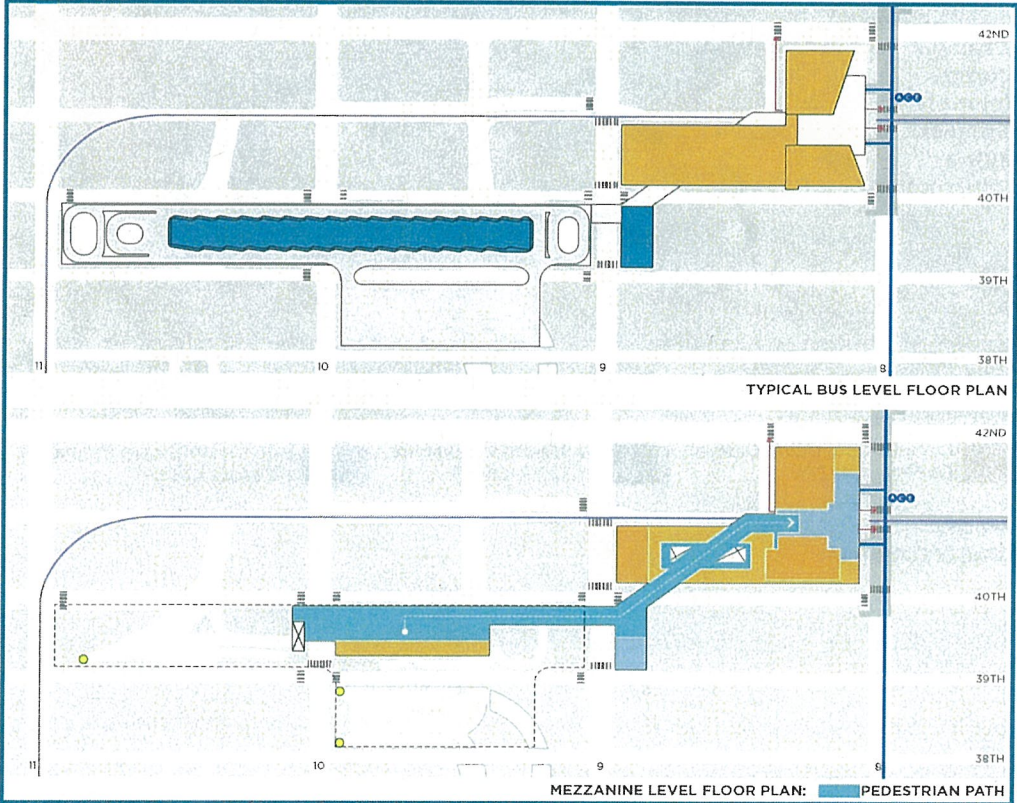 42ND
A C E
40TH
39TH
11 10 9 8 38TH
TYPICAL BUS LEVEL FLOOR PLAN
42ND
A C E
40TH
39TH
11 10 9 8 38TH
MEZZANINE LEVEL FLOOR PLAN: PEDESTRIAN PATH